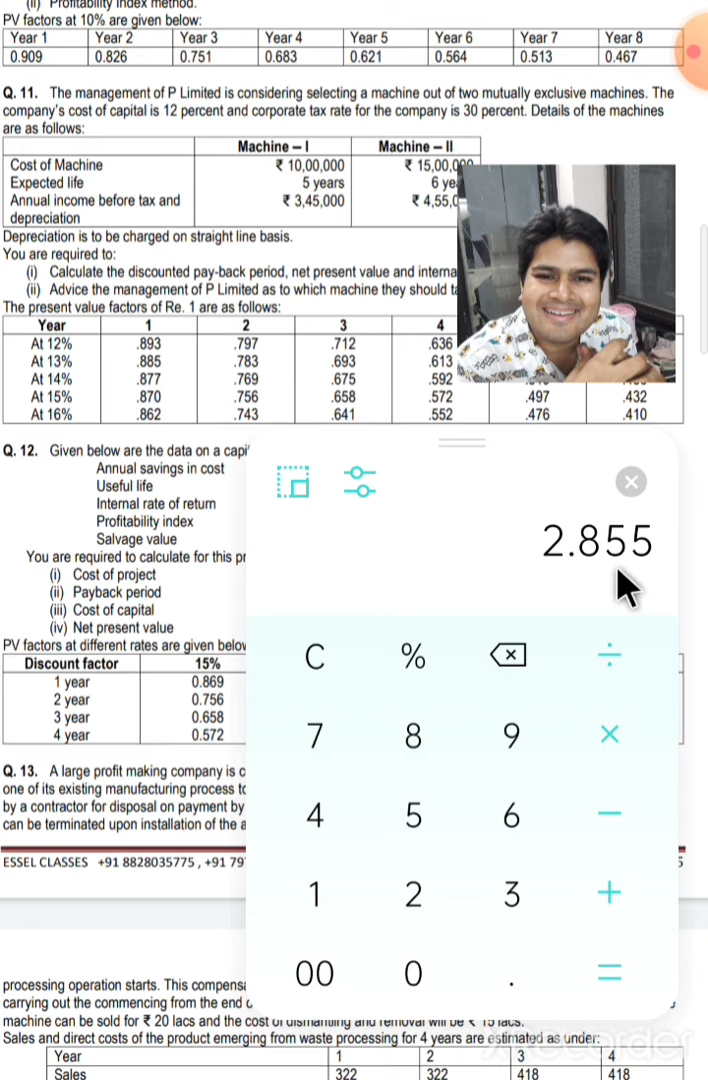 (ii) Profitability index method.
PV factors at 10% are given below:
Year 1 Year 2 Year 3 Year 4 Year 5 Year 6 Year 7 Year 8
0.909 0.826 0.751 0.683 0.621 0.564 0.513 0.467
Q. 11. The management of P Limited is considering selecting a machine out of two mutually exclusive machines. The
company's cost of capital is 12 percent and corporate tax rate for the company is 30 percent. Details of the machines
are as follows:
Machine – I Machine – II
Cost of Machine ₹ 10,00,000 ₹ 15,00,000
Expected life 5 years 6
Annual income before tax and ₹ 3,45,000 ₹ 4,55,0
depreciation
Depreciation is to be charged on straight line basis.
You are required to:
(i) Calculate the discounted pay-back period, net present value and
(ii) Advice the management of P Limited as to which machine they should
The present value factors of Re. 1 are as follows:
Year 1 2 3 4
At 12% .893 .797 .712 .636
At 13% .885 .783 .693 .613
At 14% .877 .769 .675 .592
At 15% .870 .756 .658 .572 .497 .432
At 16% .862 .743 .641 .552 .476 .410
Q. 12. Given below are the data on a
Annual savings in cost
Useful life
Internal rate of return
Profitability index
Salvage value
You are required to calculate for this
(i) Cost of project
(ii) Payback period
(iii) Cost of capital
(iv) Net present value
PV factors at different rates are given
Discount factor 15%
1 year 0.869
2 year 0.756
3 year 0.658
4 year 0.572
Q. 13. A large profit making company is
one of its existing manufacturing process
by a contractor for disposal on payment by
can be terminated upon installation of the
ESSEL CLASSES +91 8828035775 , +91 79
5
2.855
C % ÷
7 8 9 ×
4 5 6 −
1 2 3 +
00 0 . =
processing operation starts. This
carrying out the commencing from the end
machine can be sold for ₹ 20 lacs and the cost of dismantling and removal will be ₹ 15 lacs.
Sales and direct costs of the product emerging from waste processing for 4 years are estimated as under:
Year 1 2 3 4
Sales 322 322 418 418